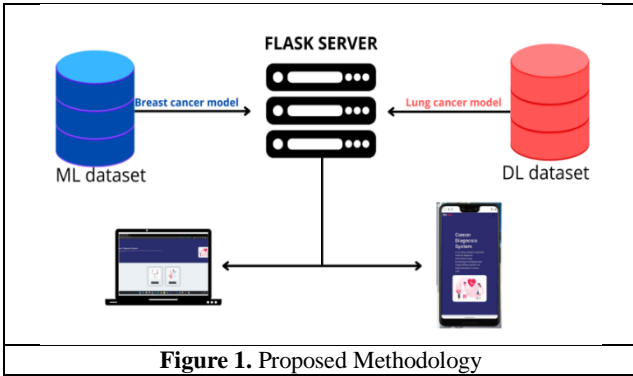 FLASK SERVER
Breast cancer model
Lung cancer model
ML dataset
DL dataset
Cancer
Diagnosis
System
Figure 1. Proposed Methodology